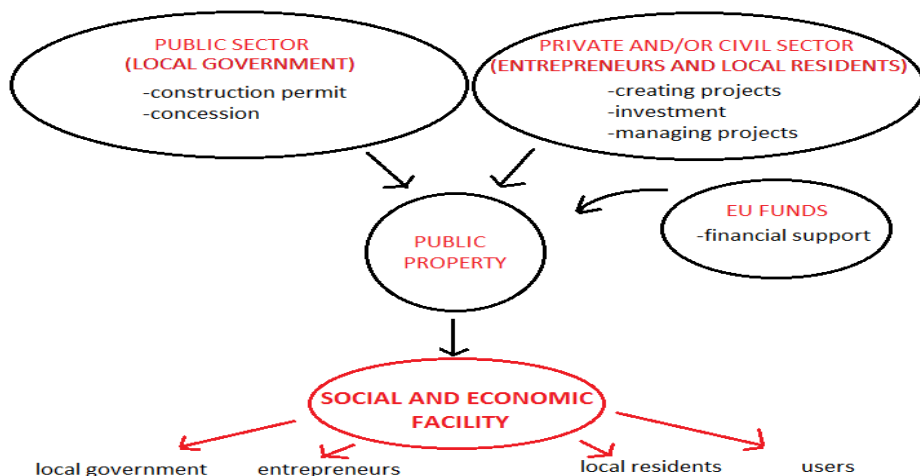 PUBLIC SECTOR
(LOCAL GOVERNMENT)
-construction permit
-concession
PRIVATE AND/OR CIVIL SECTOR
(ENTREPRENEURS AND LOCAL RESIDENTS)
-creating projects
-investment
-managing projects
EU FUNDS
-financial support
PUBLIC
PROPERTY
SOCIAL AND ECONOMIC
FACILITY
local government
entrepreneurs
local residents
users